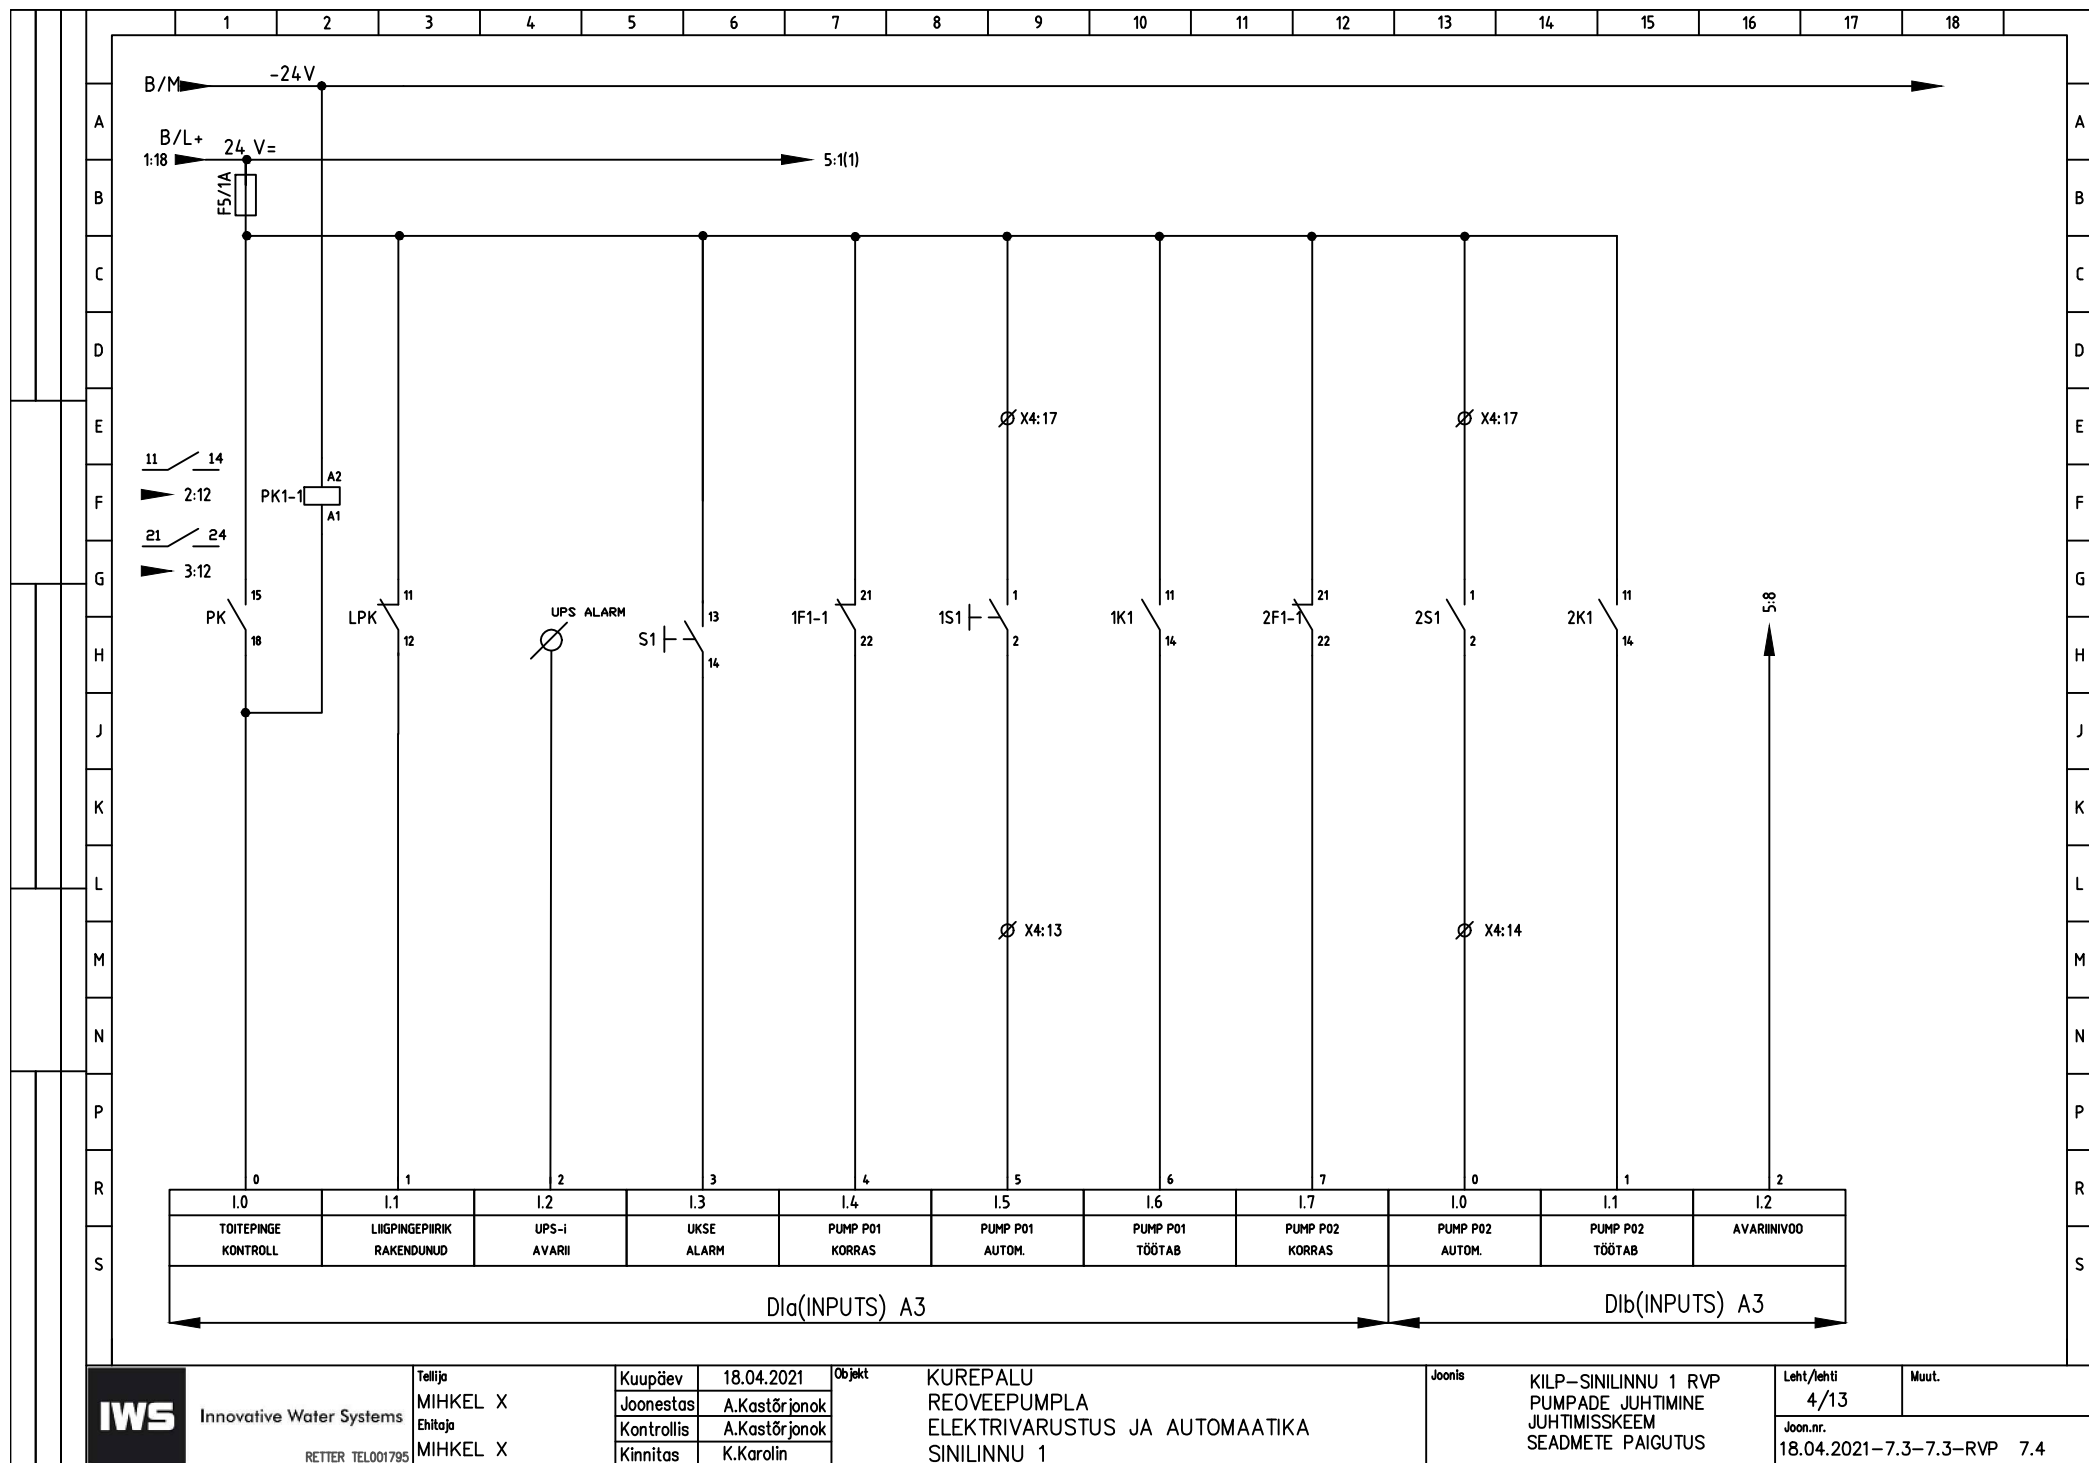 1 2 3 4 5 6 7 8 9 10 11 12 13 14 15 16 17 18
B/M -24V
A A
B/L+ 24 V=
1:18 5:1(1)
F5/1A
B B
C C
D D
E X4:17 X4:17 E
11 14
A2
2:12 PK1-1
F F
A1
21 24
3:12
G G
15 11 21 1 11 21 1 11
5:8
UPS ALARM
13
PK LPK S1 1F1-1 1S1 1K1 2F1-1 2S1 2K1
18 12 22 2 14 22 2 14
14
H H
J J
K K
L L
X4:13 X4:14
M M
N N
P P
R R
0 1 2 3 4 5 6 7 0 1 2
I.0 I.1 I.2 I.3 I.4 I.5 I.6 I.7 I.0 I.1 I.2
TOITEPINGE LIIGPINGEPIIRIK UPS-i UKSE PUMP P01 PUMP P01 PUMP P01 PUMP P02 PUMP P02 PUMP P02 AVARIINIVOO
KONTROLL RAKENDUNUD AVARII ALARM KORRAS AUTOM. TÖÖTAB KORRAS AUTOM. TÖÖTAB
S S
DIa(INPUTS) A3 DIb(INPUTS) A3
IWS Innovative Water Systems
RETTER TEL001795
Tellija
MIHKEL X
Ehitaja
MIHKEL X
Kuupäev 18.04.2021
Joonestas A.Kastõrjonok
Kontrollis A.Kastõrjonok
Kinnitas K.Karolin
Objekt
KUREPALU
REOVEEPUMPLA
ELEKTRIVARUSTUS JA AUTOMAATIKA
SINILINNU 1
Joonis
KILP-SINILINNU 1 RVP
PUMPADE JUHTIMINE
JUHTIMISSKEEM
SEADMETE PAIGUTUS
Leht/lehti
4/13
Muut.
Joon.nr.
18.04.2021-7.3-7.3-RVP 7.4